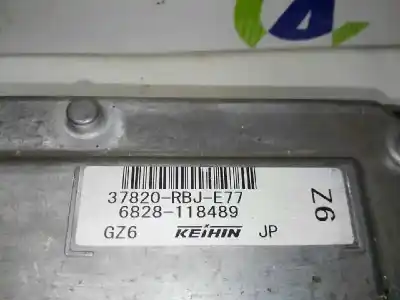 37820-RBJ-E77
6828-118489
GZ6 KEIHIN JP
Z6